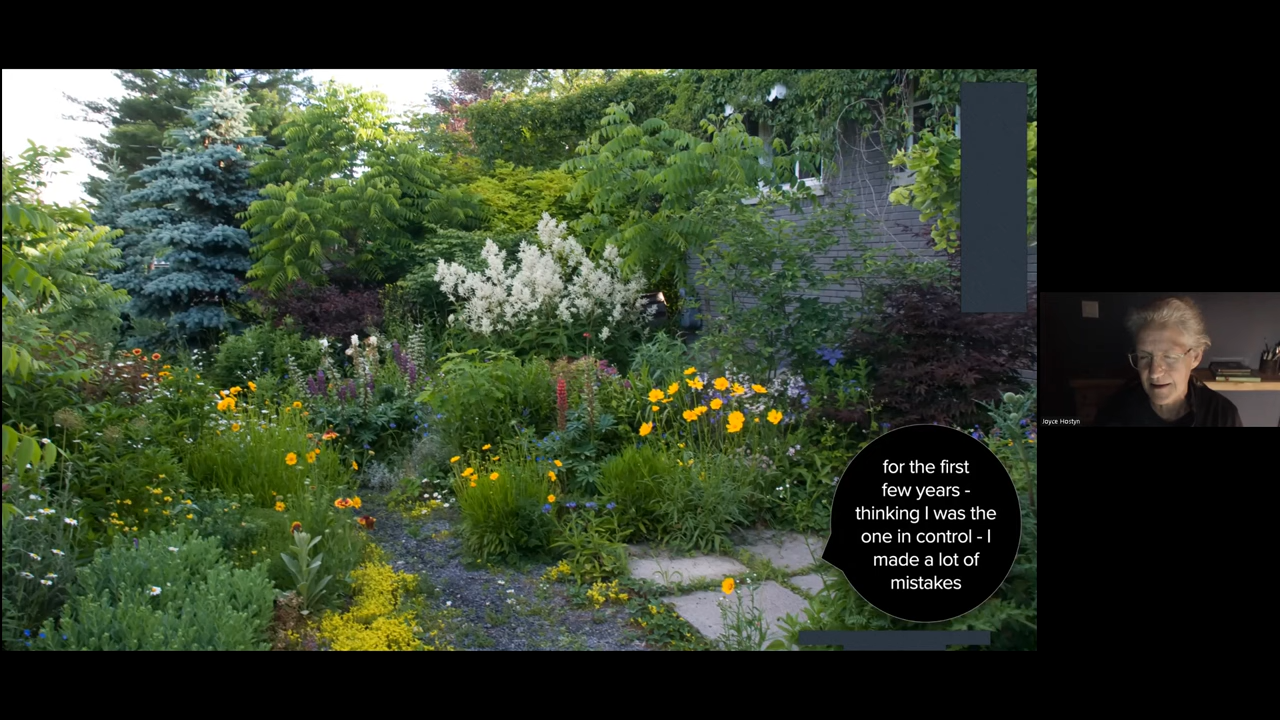 for the first
few years -
thinking I was the
one in control - I
made a lot of
mistakes
Joyce Hostyn